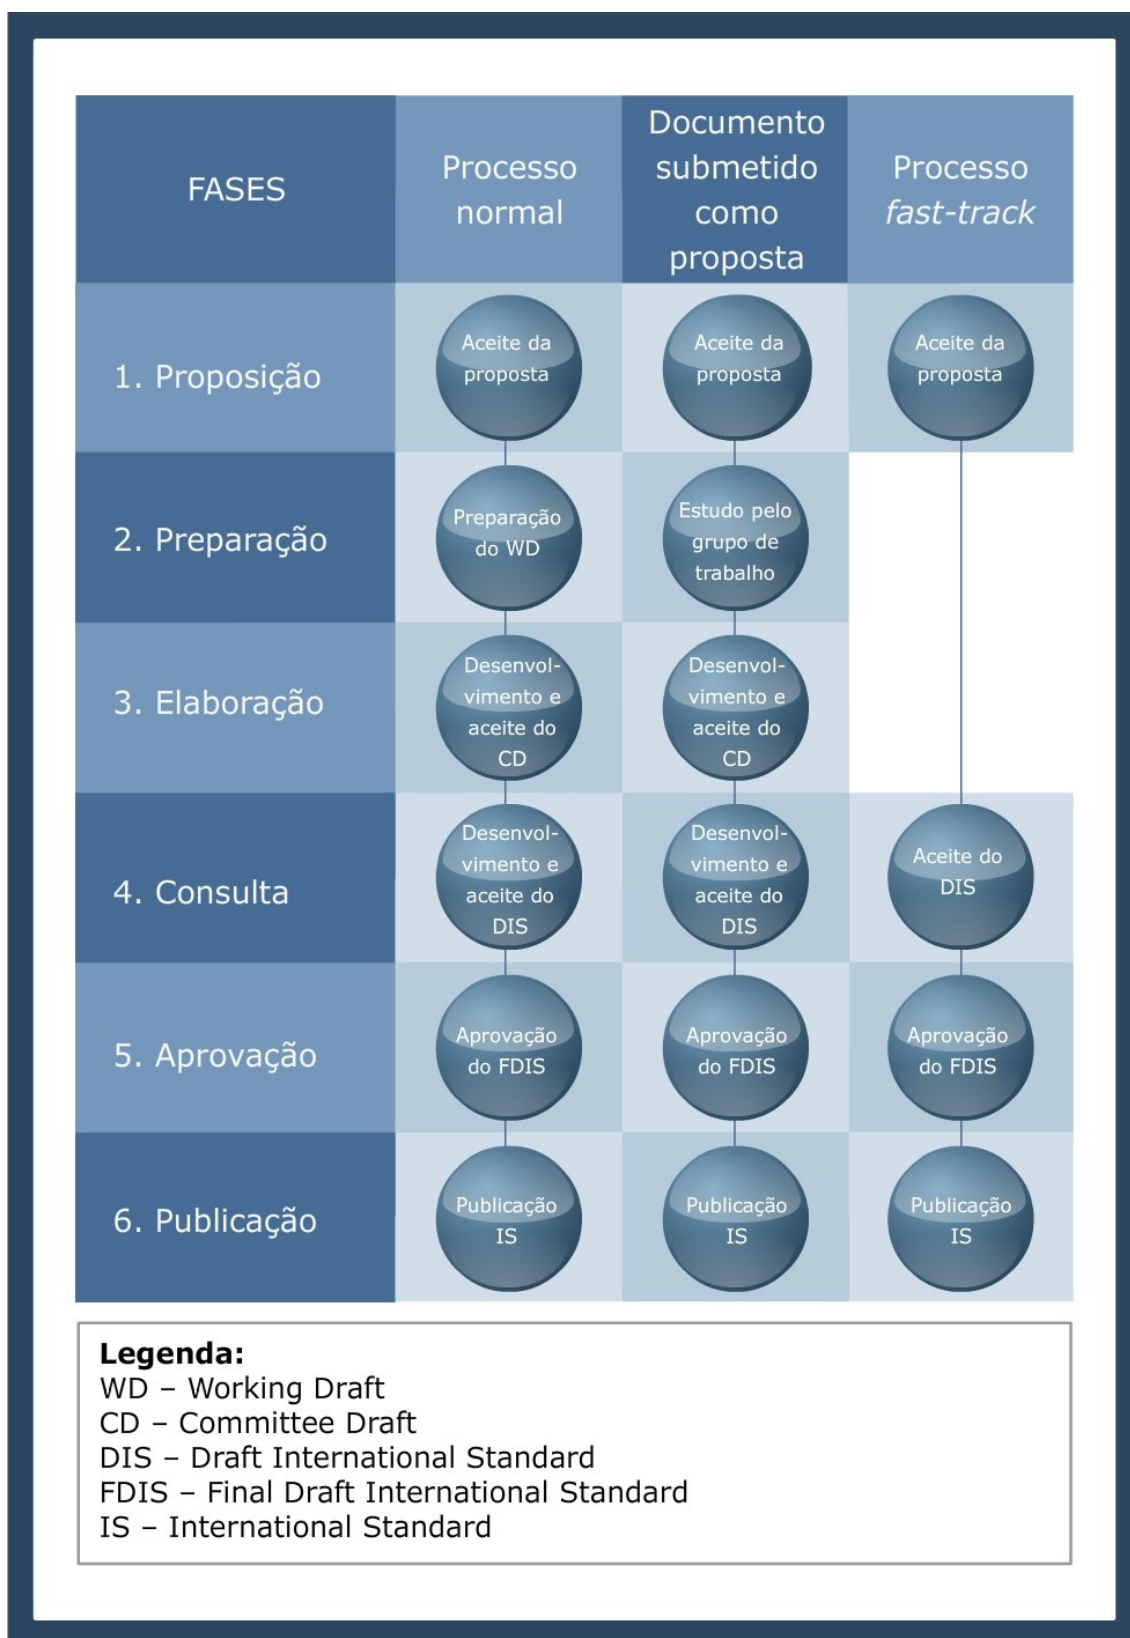 FASES
Processo
normal
Documento
submetido
como
proposta
Processo
fast-track
1. Proposição
Aceite da
proposta
Aceite da
proposta
Aceite da
proposta
2. Preparação
Preparação
do WD
Estudo pelo
grupo de
trabalho
3. Elaboração
Desenvol-
vimento e
aceite do
CD
Desenvol-
vimento e
aceite do
CD
4. Consulta
Desenvol-
vimento e
aceite do
DIS
Desenvol-
vimento e
aceite do
DIS
Aceite do
DIS
5. Aprovação
Aprovação
do FDIS
Aprovação
do FDIS
Aprovação
do FDIS
6. Publicação
Publicação
IS
Publicação
IS
Publicação
IS
Legenda:
WD – Working Draft
CD – Committee Draft
DIS – Draft International Standard
FDIS – Final Draft International Standard
IS – International Standard